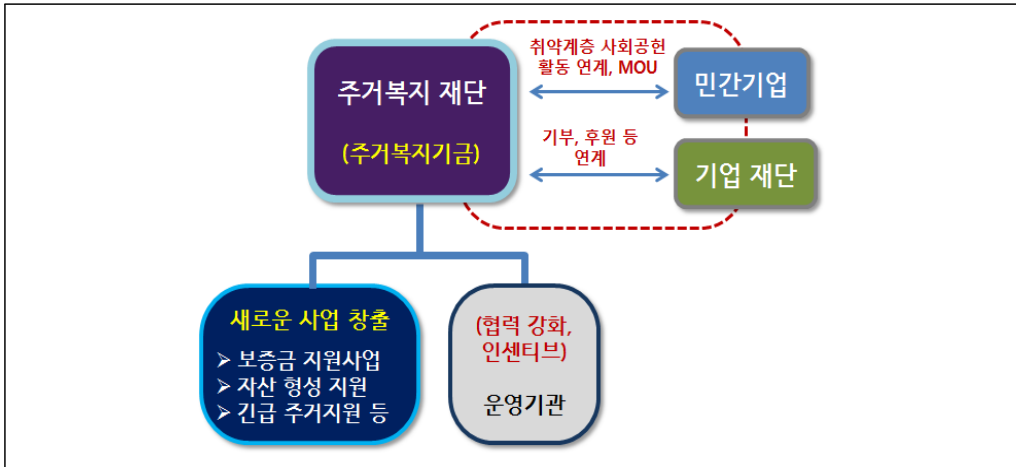 주거복지 재단
(주거복지기금)
취약계층 사회공헌
활동 연계, MOU
민간기업
기부, 후원 등
연계
기업 재단
새로운 사업 창출
➢ 보증금 지원사업
➢ 자산 형성 지원
➢ 긴급 주거지원 등
(협력 강화,
인센티브)
운영기관